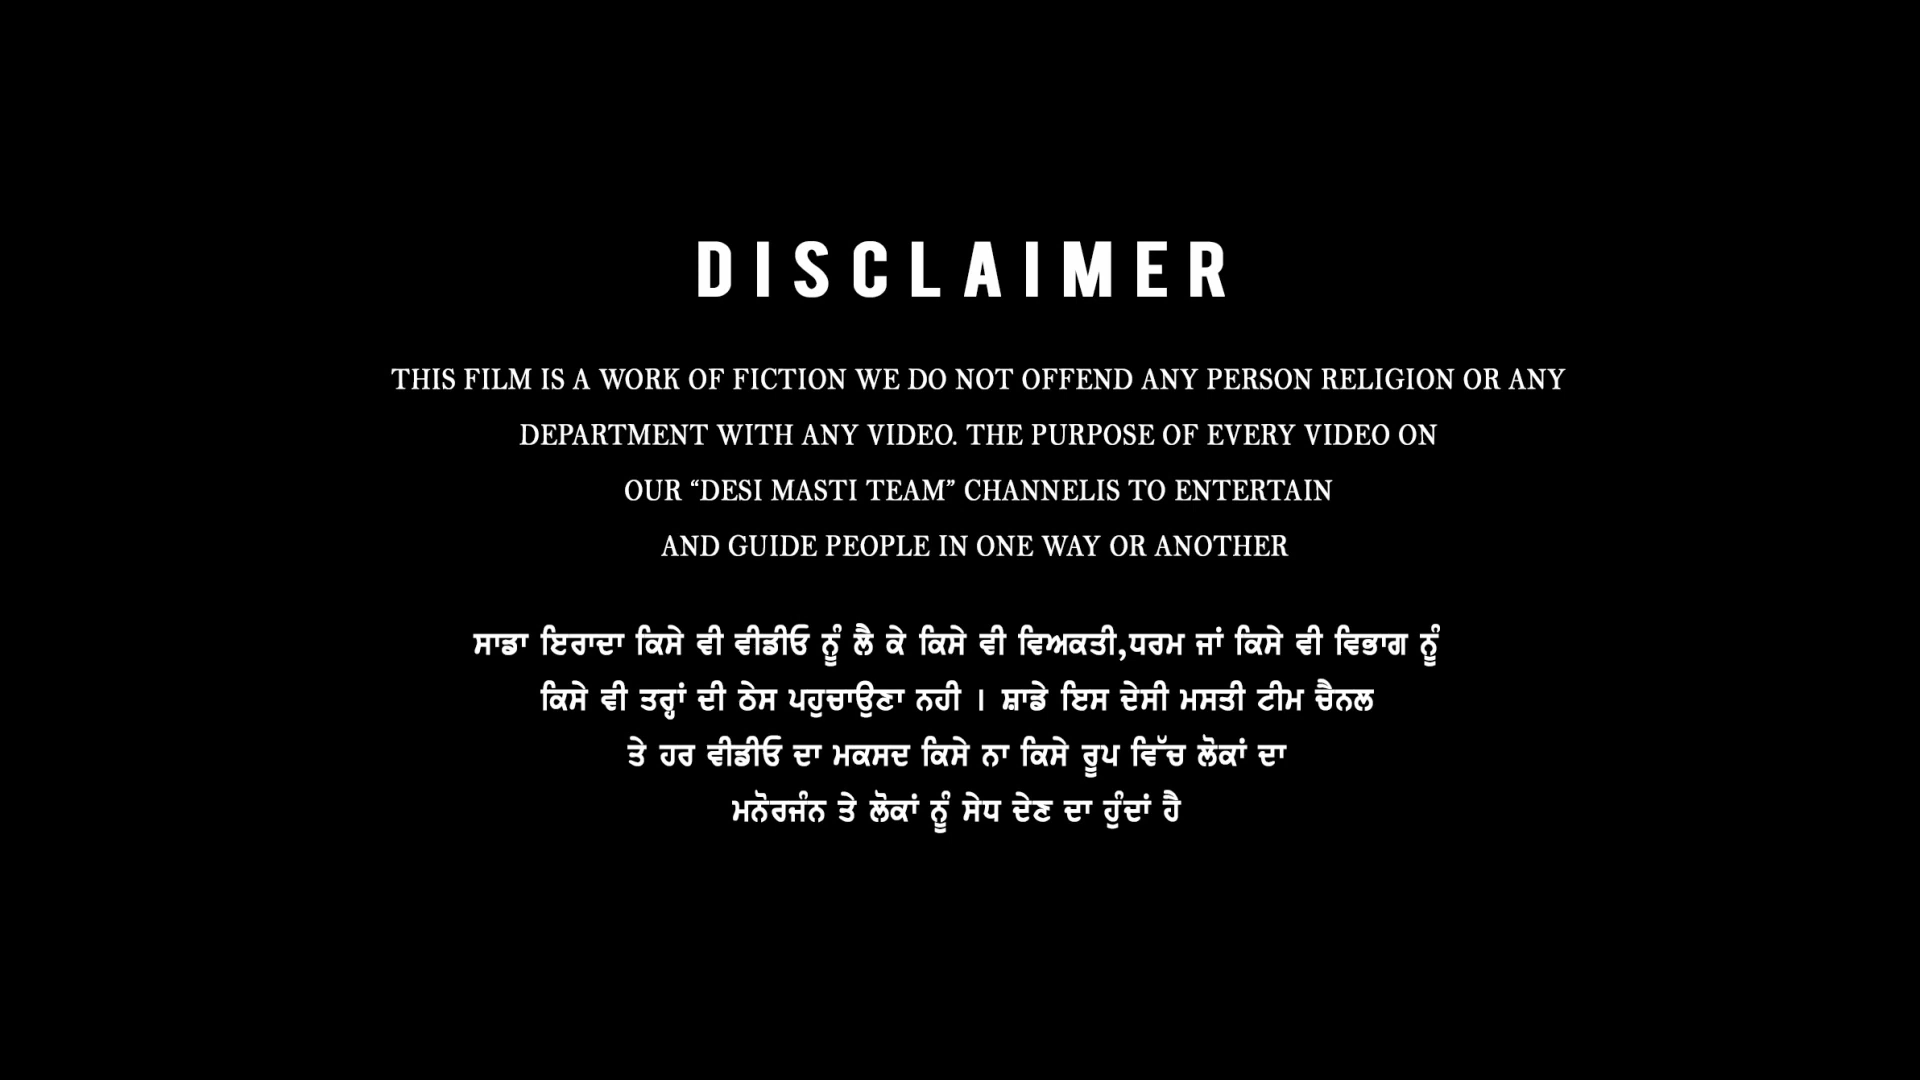 DISCLAIMER
THIS FILM IS A WORK OF FICTION WE DO NOT OFFEND ANY PERSON RELIGION OR ANY
DEPARTMENT WITH ANY VIDEO. THE PURPOSE OF EVERY VIDEO ON
OUR “DESI MASTI TEAM” CHANNELIS TO ENTERTAIN
AND GUIDE PEOPLE IN ONE WAY OR ANOTHER
ਸਾਡਾ ਇਰਾਦਾ ਕਿਸੇ ਵੀ ਵੀਡੀਓ ਨੂੰ ਲੈ ਕੇ ਕਿਸੇ ਵੀ ਵਿਅਕਤੀ,ਧਰਮ ਜਾਂ ਕਿਸੇ ਵੀ ਵਿਭਾਗ ਨੂੰ
ਕਿਸੇ ਵੀ ਤਰ੍ਹਾਂ ਦੀ ਠੇਸ ਪਹੁਚਾਉਣਾ ਨਹੀ । ਸ਼ਾਡੇ ਇਸ ਦੇਸੀ ਮਸਤੀ ਟੀਮ ਚੈਨਲ
ਤੇ ਹਰ ਵੀਡੀਓ ਦਾ ਮਕਸਦ ਕਿਸੇ ਨਾ ਕਿਸੇ ਰੂਪ ਵਿੱਚ ਲੋਕਾਂ ਦਾ
ਮਨੋਰਜੰਨ ਤੇ ਲੋਕਾਂ ਨੂੰ ਸੇਧ ਦੇਣ ਦਾ ਹੁੰਦਾਂ ਹੈ